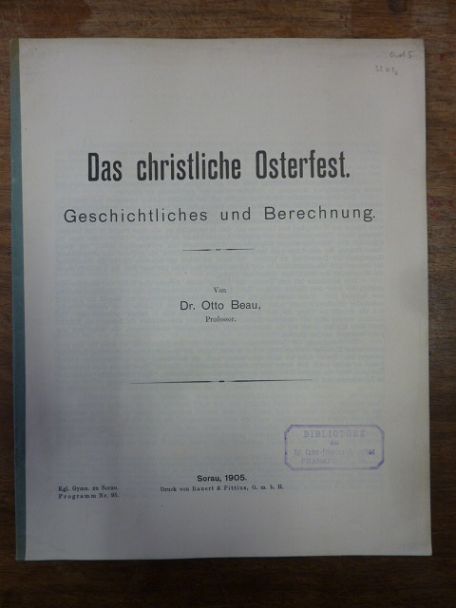 Das christliche Osterfest.
Geschichtliches und Berechnung.
Von
Dr. Otto Beau,
Professor.
BIBLIOTHEK
Sorau, 1905.
Kgl. Gymn. zu Sorau.
Programm Nr. 95.
Druck von Rauert & Pittius, G. m. b. H.